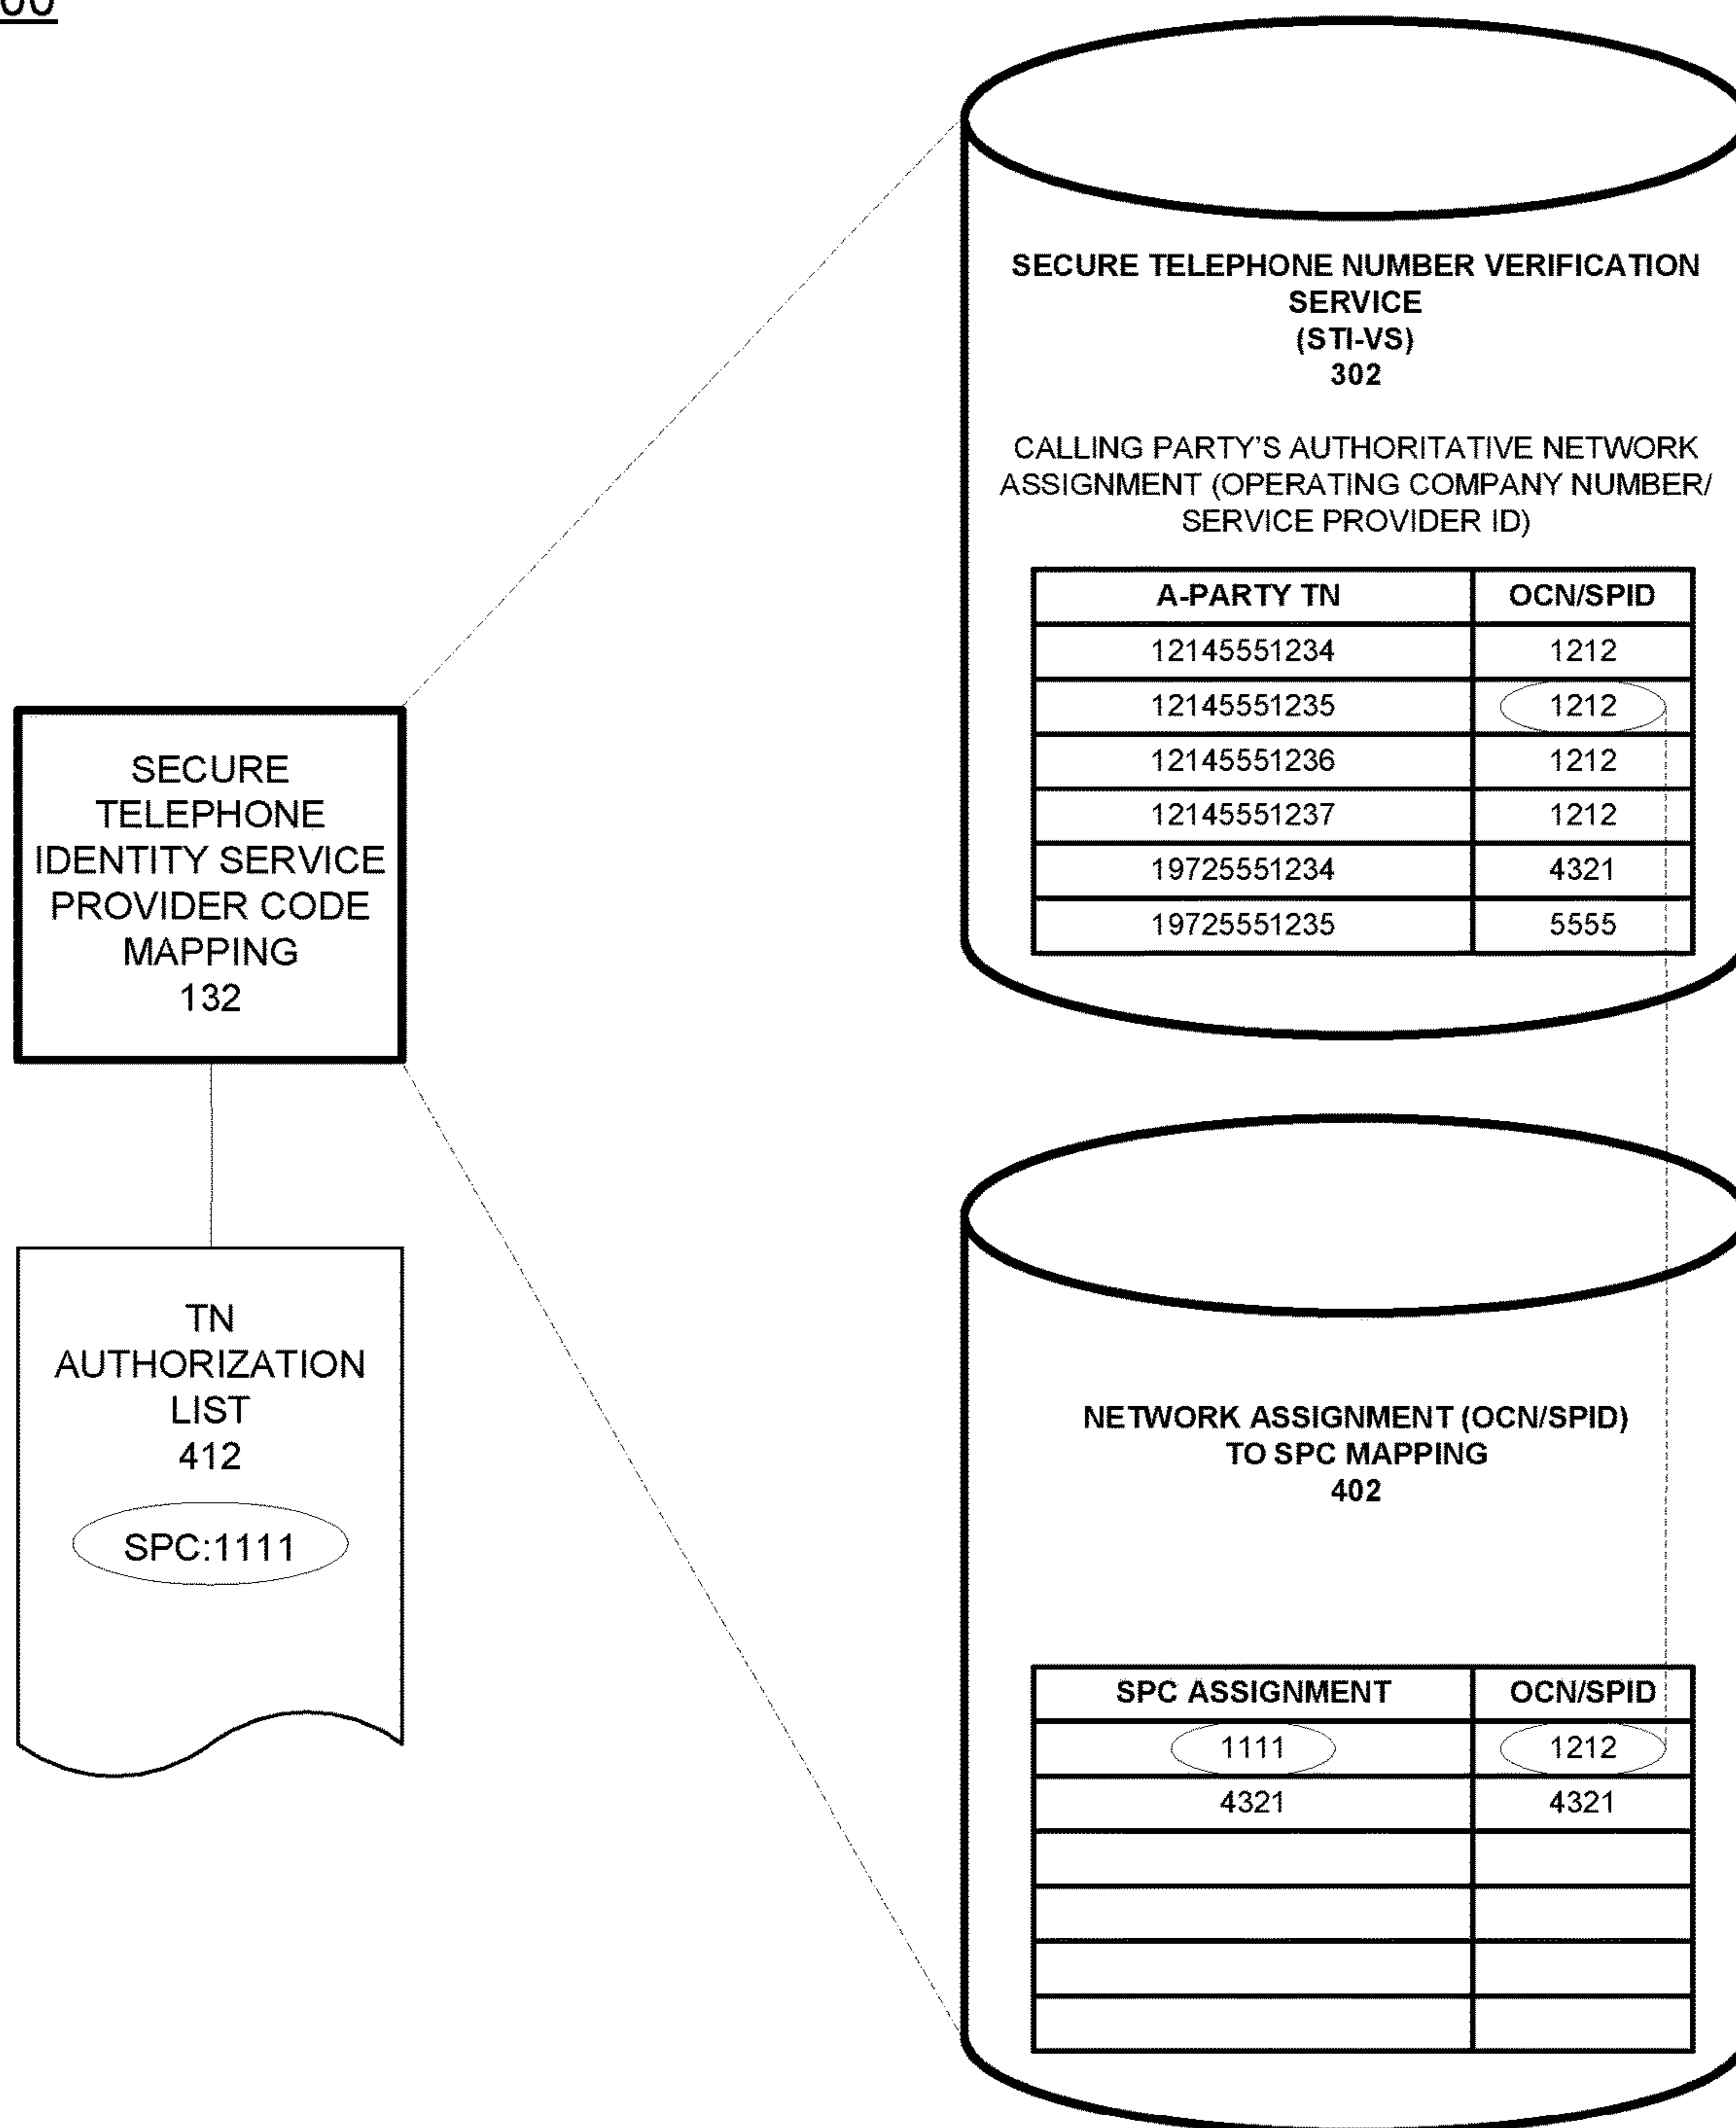 SECURE TELEPHONE NUMBER VERIFICATION
SERVICE
(STI-VS)
302
CALLING PARTY'S AUTHORITATIVE NETWORK
ASSIGNMENT (OPERATING COMPANY NUMBER/
SERVICE PROVIDER ID)
A-PARTY TN OCN/SPID
12145551234 1212
12145551235 1212
12145551236 1212
12145551237 1212
19725551234 4321
19725551235 5555
SECURE
TELEPHONE
IDENTITY SERVICE
PROVIDER CODE
MAPPING
132
TN
AUTHORIZATION
LIST
412
SPC:1111
NETWORK ASSIGNMENT (OCN/SPID)
TO SPC MAPPING
402
SPC ASSIGNMENT OCN/SPID
1111 1212
4321 4321